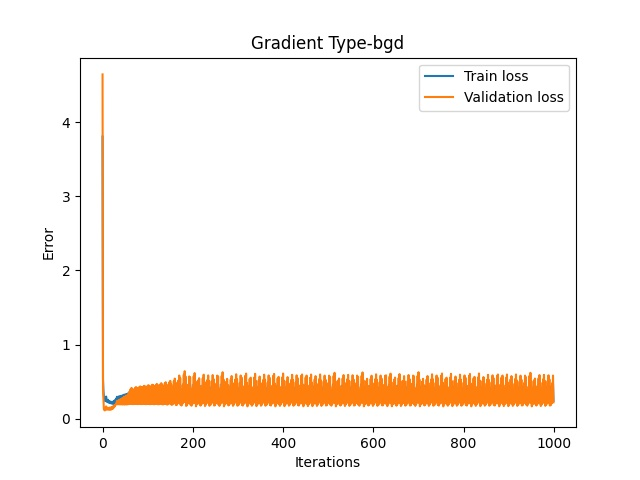 Gradient Type-bgd
Train loss
Validation loss
Error
4
3
2
1
0
0 200 400 600 800 1000
Iterations